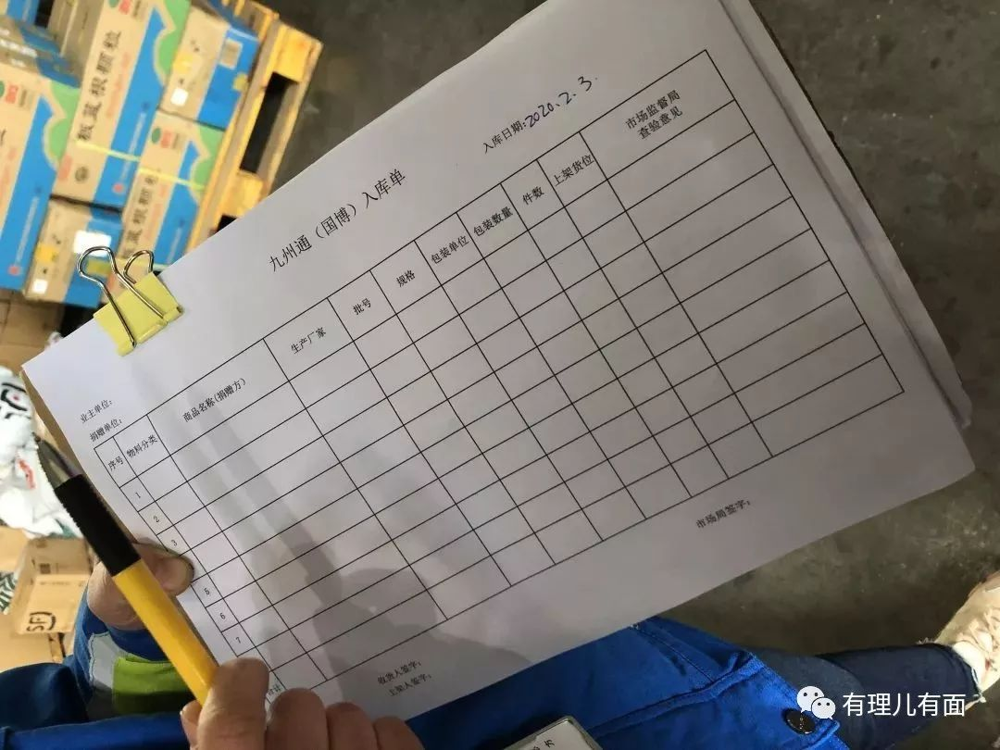 板蓝根颗粒
板蓝根颗粒
九州通（国博）入库单
入库日期:2020.2.3.
业主单位：
捐赠单位：
序号 物料分类 商品名称(捐赠方) 生产厂家 批号 规格 包装单位 包装数量 件数 上架货位 市场监督局查验意见
1
2
3
5
6
7
合计
收货人签字：
上架人签字：
市场局签字：
SF
有理儿有面